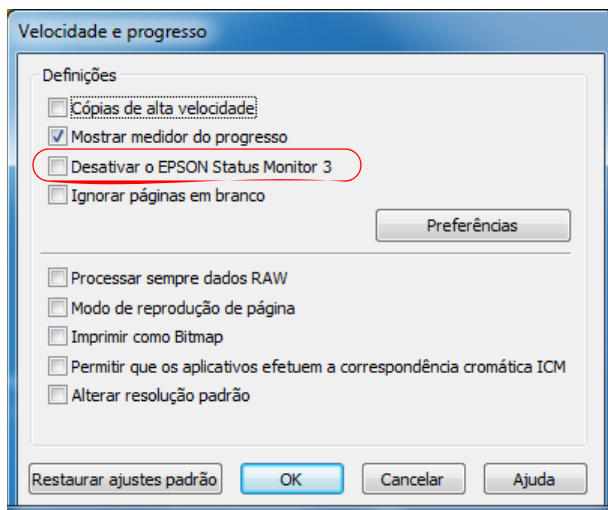 Velocidade e progresso
Definições
Cópias de alta velocidade
Mostrar medidor do progresso
Desativar o EPSON Status Monitor 3
Ignorar páginas em branco
Preferências
Processar sempre dados RAW
Modo de reprodução de página
Imprimir como Bitmap
Permitir que os aplicativos efetuem a correspondência cromática ICM
Alterar resolução padrão
Restaurar ajustes padrão OK Cancelar Ajuda